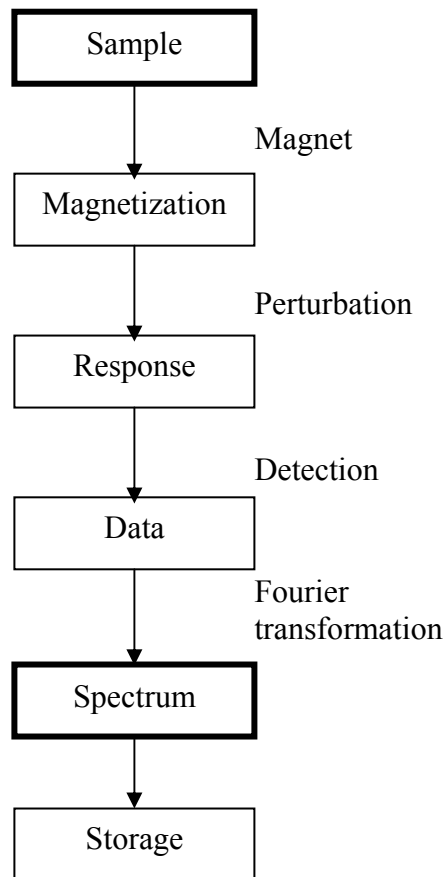 Sample
Magnet
Magnetization
Perturbation
Response
Detection
Data
Fourier
transformation
Spectrum
Storage